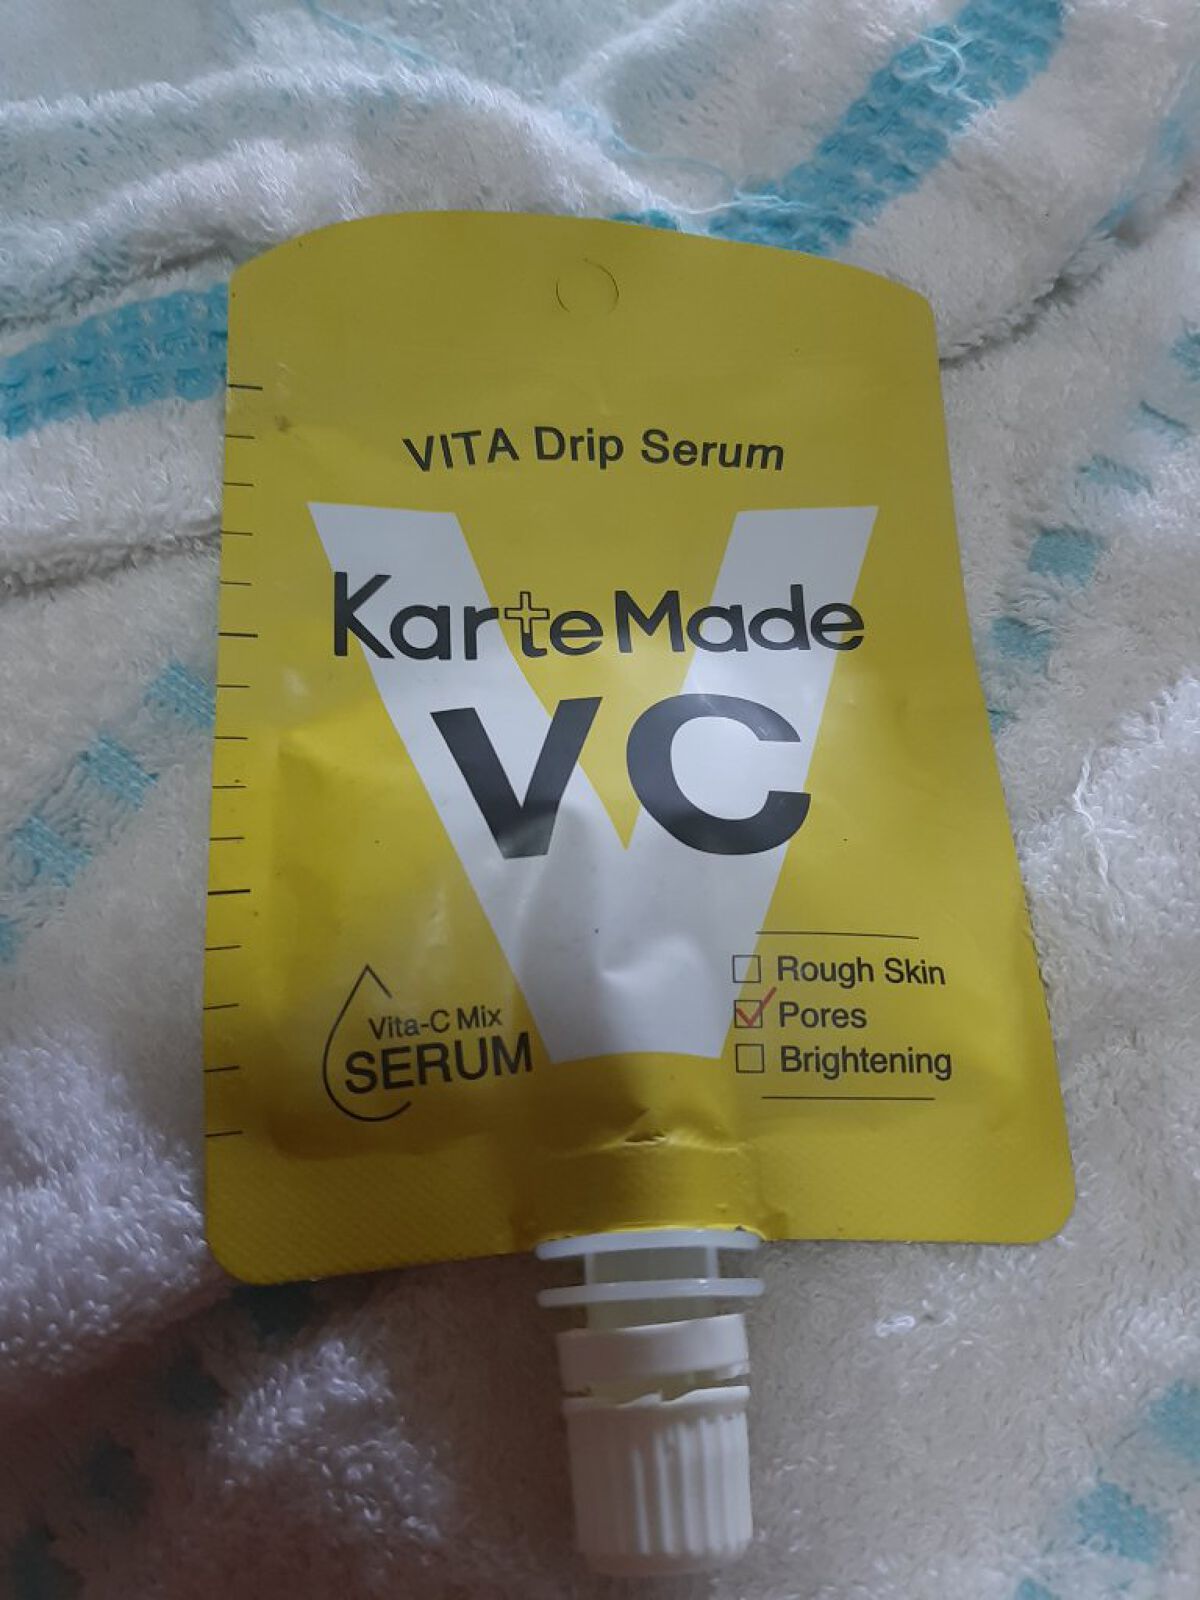 VITA Drip Serum
KarteMade
VC
Vita-C Mix
SERUM
Rough Skin
Pores
Brightening